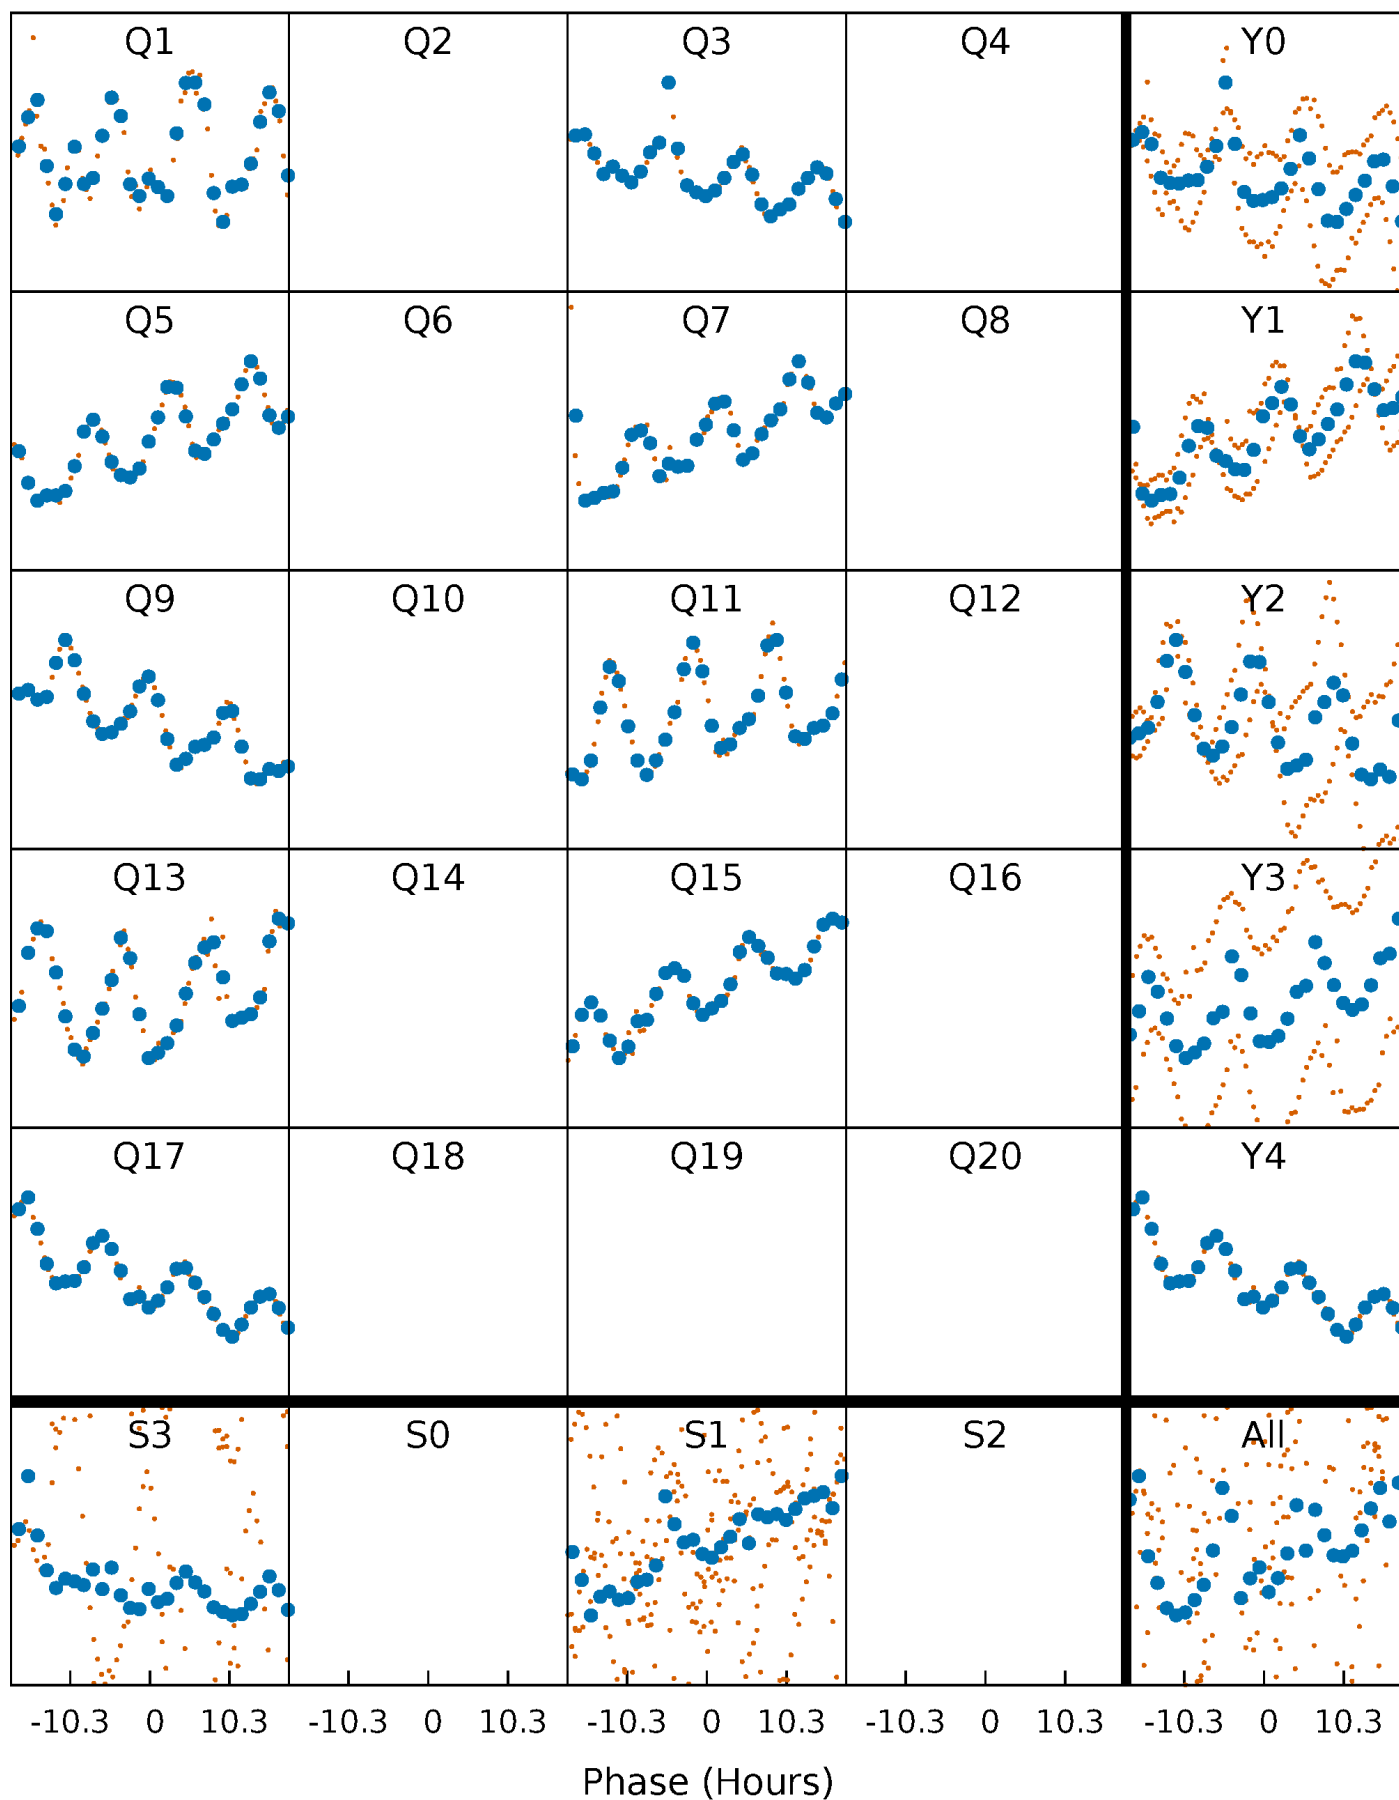 Q1 Q2 Q3 Q4 Y0
Q5 Q6 Q7 Q8 Y1
Q9 Q10 Q11 Q12 Y2
Q13 Q14 Q15 Q16 Y3
Q17 Q18 Q19 Q20 Y4
S3 S0 S1 S2 All
-10.3 0 10.3 -10.3 0 10.3 -10.3 0 10.3 -10.3 0 10.3 -10.3 0 10.3
Phase (Hours)